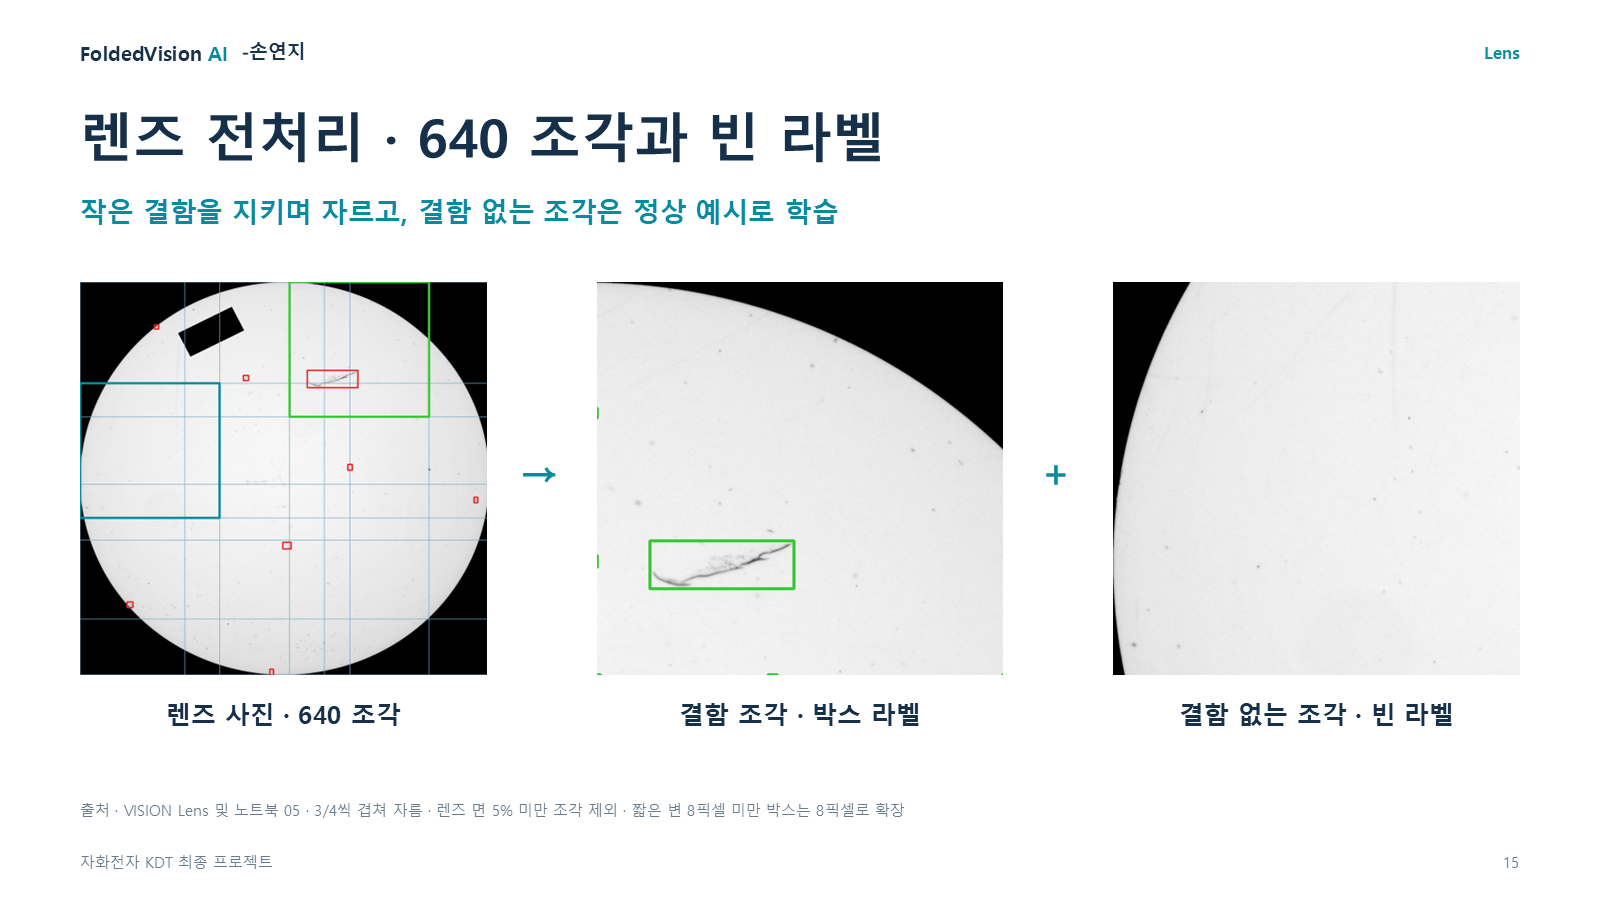 FoldedVision AI -손연지
Lens
렌즈 전처리 · 640 조각과 빈 라벨
작은 결함을 지키며 자르고, 결함 없는 조각은 정상 예시로 학습
→
+
렌즈 사진 · 640 조각
결함 조각 · 박스 라벨
결함 없는 조각 · 빈 라벨
출처 · VISION Lens 및 노트북 05 · 3/4씩 겹쳐 자름 · 렌즈 면 5% 미만 조각 제외 · 짧은 변 8픽셀 미만 박스는 8픽셀로 확장
자화전자 KDT 최종 프로젝트
15